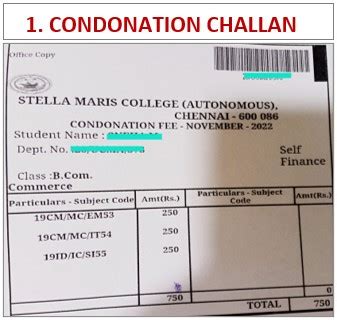 1. CONDONATION CHALLAN
Office Copy
STELLA MARIS COLLEGE (AUTONOMOUS),
CHENNAI - 600 086
CONDONATION FEE - NOVEMBER - 2022
Student Name :
Dept. No.
Self Finance
Class :B.Com. Commerce
Particulars - Subject Code Amt(Rs.) Particulars - Subject Code Amt(Rs.)
19CM/MC/EM53 250
19CM/MC/IT54 250
19ID/IC/SI55 250
0
750 TOTAL 750